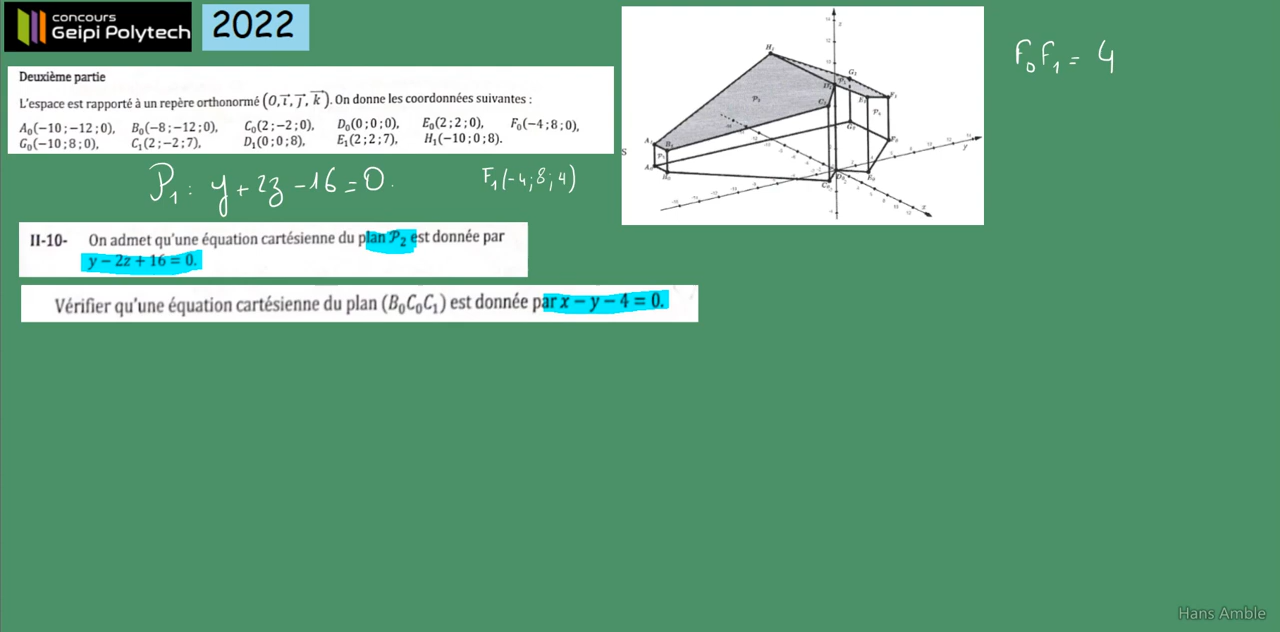 concours
Geipi Polytech
2022
F₀F₁ = 4
Deuxième partie
L'espace est rapporté à un repère orthonormé (O, i⃗, j⃗, k⃗). On donne les coordonnées suivantes :
A₀(−10 ; −12 ; 0), B₀(−8 ; −12 ; 0), C₀(2 ; −2 ; 0), D₀(0 ; 0 ; 0), E₀(2 ; 2 ; 0), F₀(−4 ; 8 ; 0),
G₀(−10 ; 8 ; 0), C₁(2 ; −2 ; 7), D₁(0 ; 0 ; 8), E₁(2 ; 2 ; 7), H₁(−10 ; 0 ; 8).
P₁ : y + 2z − 16 = 0.
F₁(−4 ; 8 ; 4)
II-10- On admet qu'une équation cartésienne du plan 𝒫₂ est donnée par
y − 2z + 16 = 0.
Vérifier qu'une équation cartésienne du plan (B₀C₀C₁) est donnée par x − y − 4 = 0.
Hans Amble